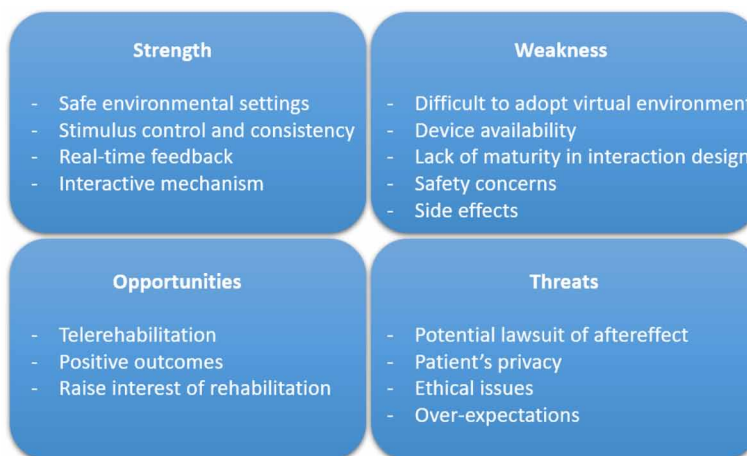 Strength
- Safe environmental settings
- Stimulus control and consistency
- Real-time feedback
- Interactive mechanism
Weakness
- Difficult to adopt virtual environment
- Device availability
- Lack of maturity in interaction design
- Safety concerns
- Side effects
Opportunities
- Telerehabilitation
- Positive outcomes
- Raise interest of rehabilitation
Threats
- Potential lawsuit of aftereffect
- Patient's privacy
- Ethical issues
- Over-expectations